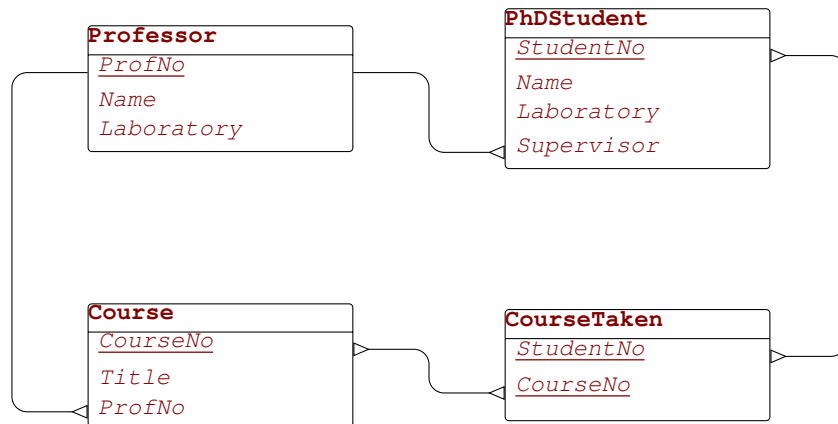 Professor
ProfNo
Name
Laboratory
PhDStudent
StudentNo
Name
Laboratory
Supervisor
Course
CourseNo
Title
ProfNo
CourseTaken
StudentNo
CourseNo